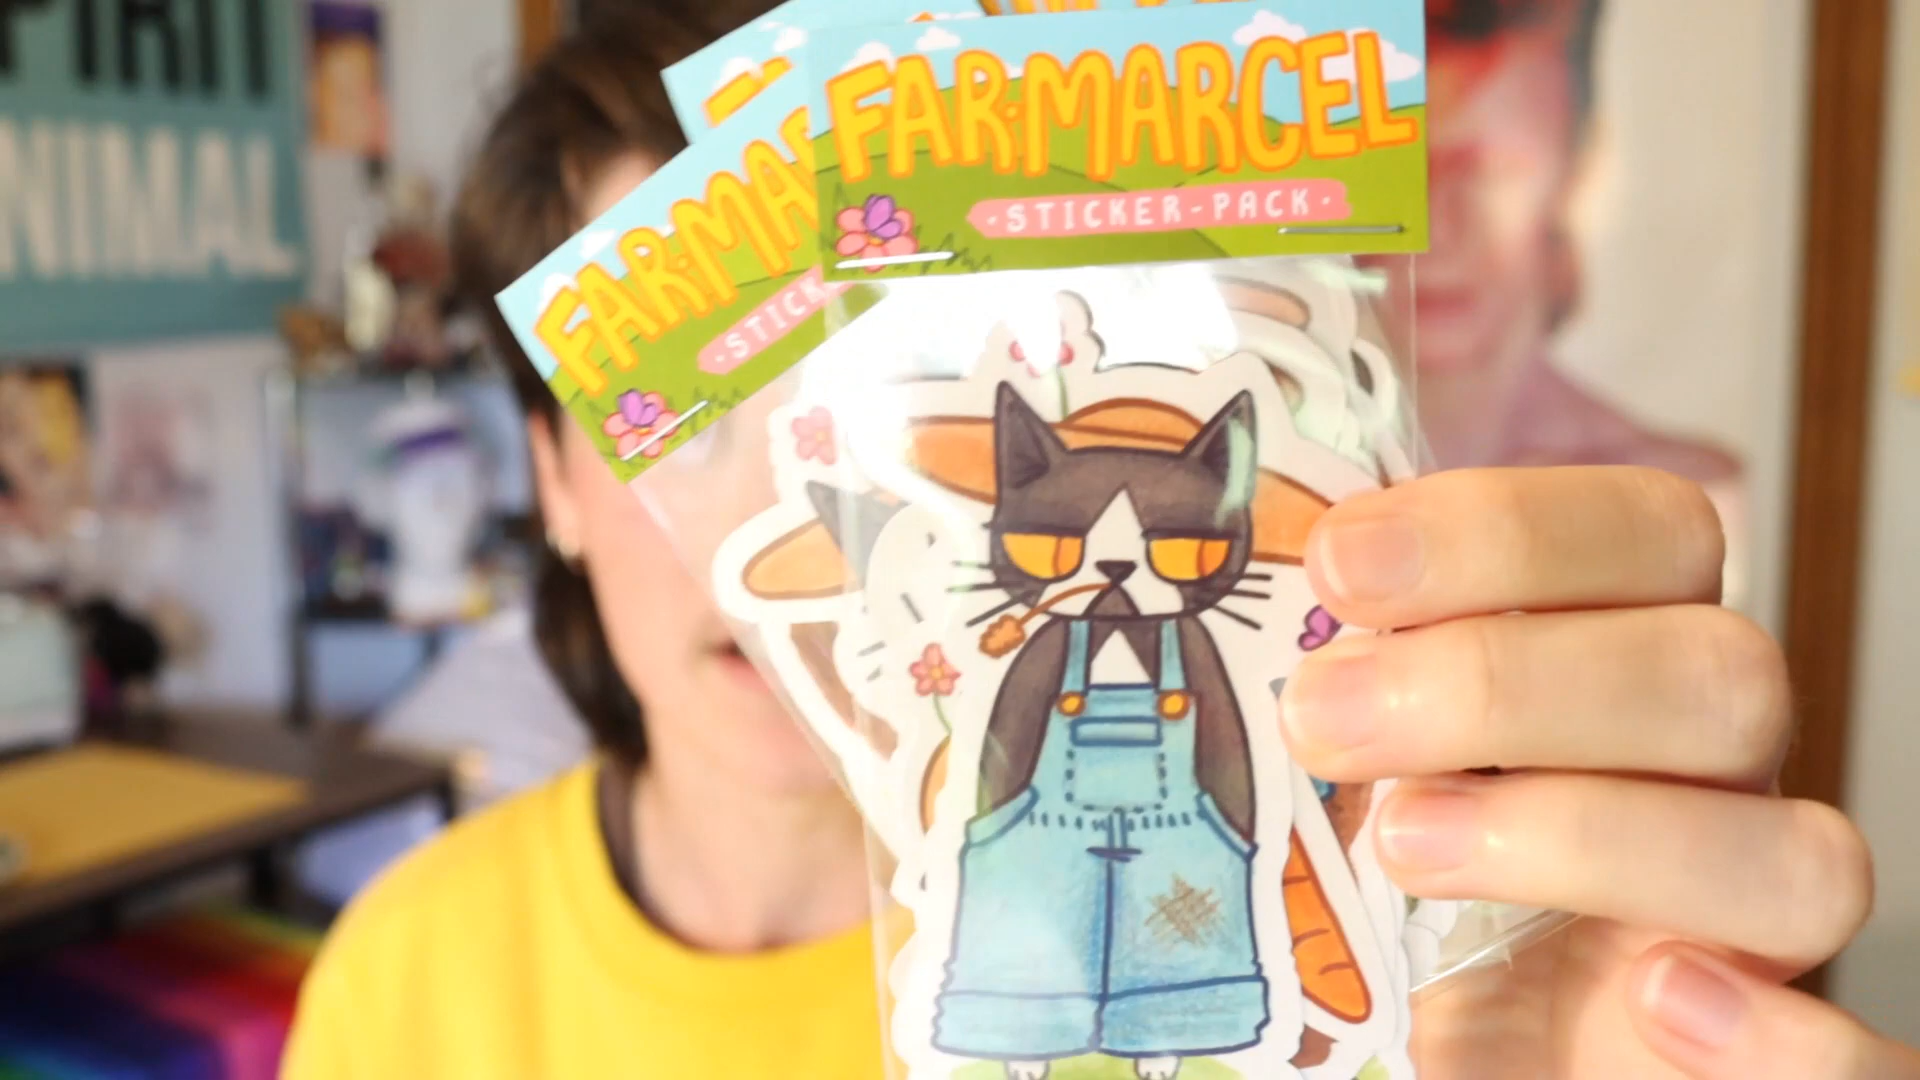 PIRIT
NIMAL
FAR·MARCEL
·STICKER-PACK·
FAR·MA
·STICK